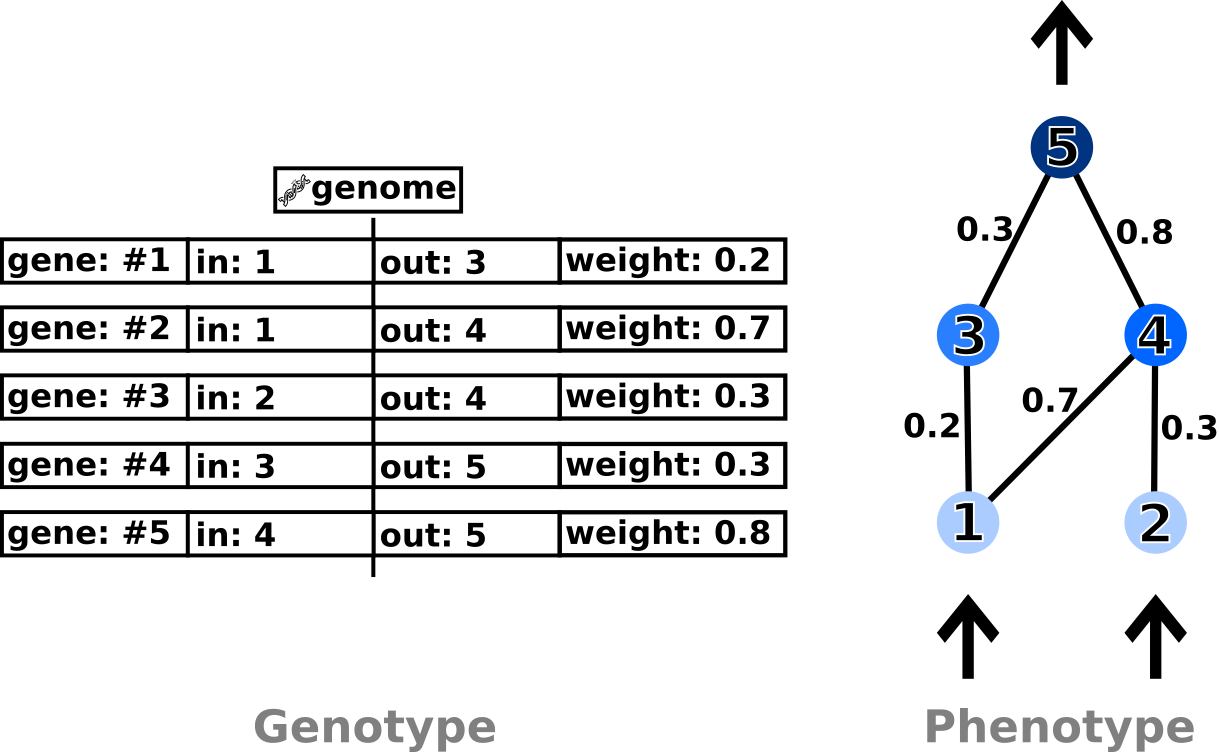 genome
gene: #1 in: 1 out: 3 weight: 0.2
gene: #2 in: 1 out: 4 weight: 0.7
gene: #3 in: 2 out: 4 weight: 0.3
gene: #4 in: 3 out: 5 weight: 0.3
gene: #5 in: 4 out: 5 weight: 0.8
Genotype
5
0.3 0.8
3 4
0.2 0.7 0.3
1 2
Phenotype